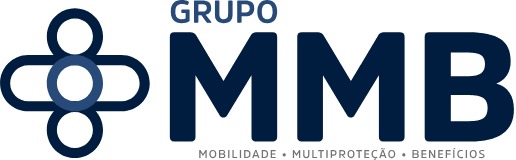 GRUPO
MMB
MOBILIDADE • MULTIPROTEÇÃO • BENEFÍCIOS